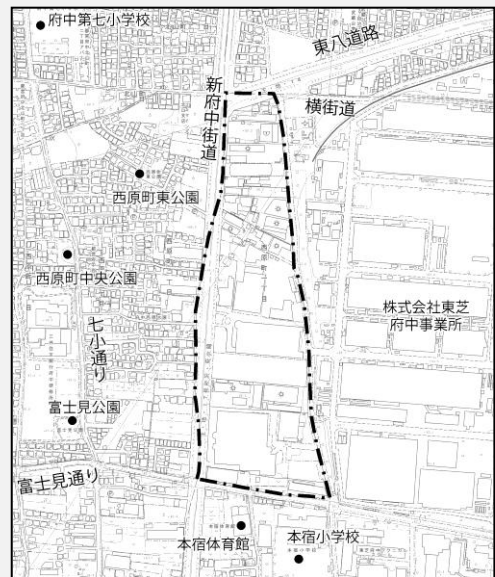 府中第七小学校
東八道路
新府中街道
横街道
西原町東公園
西原町中央公園
七小通り
株式会社東芝
府中事業所
富士見公園
富士見通り
本宿体育館
本宿小学校